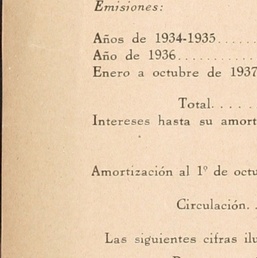 Emisiones:
Años de 1934-1935......
Año de 1936............
Enero a octubre de 1937
Total.....
Intereses hasta su amort
Amortización al 1º de octu
Circulación..
Las siguientes cifras ilu